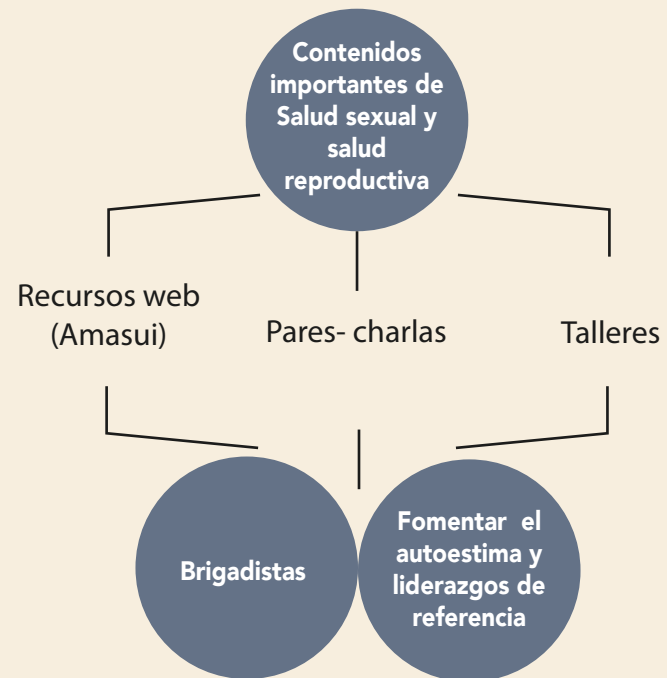 Contenidos
importantes de
Salud sexual y
salud
reproductiva
Recursos web
(Amasui)
Pares- charlas
Talleres
Brigadistas
Fomentar el
autoestima y
liderazgos de
referencia